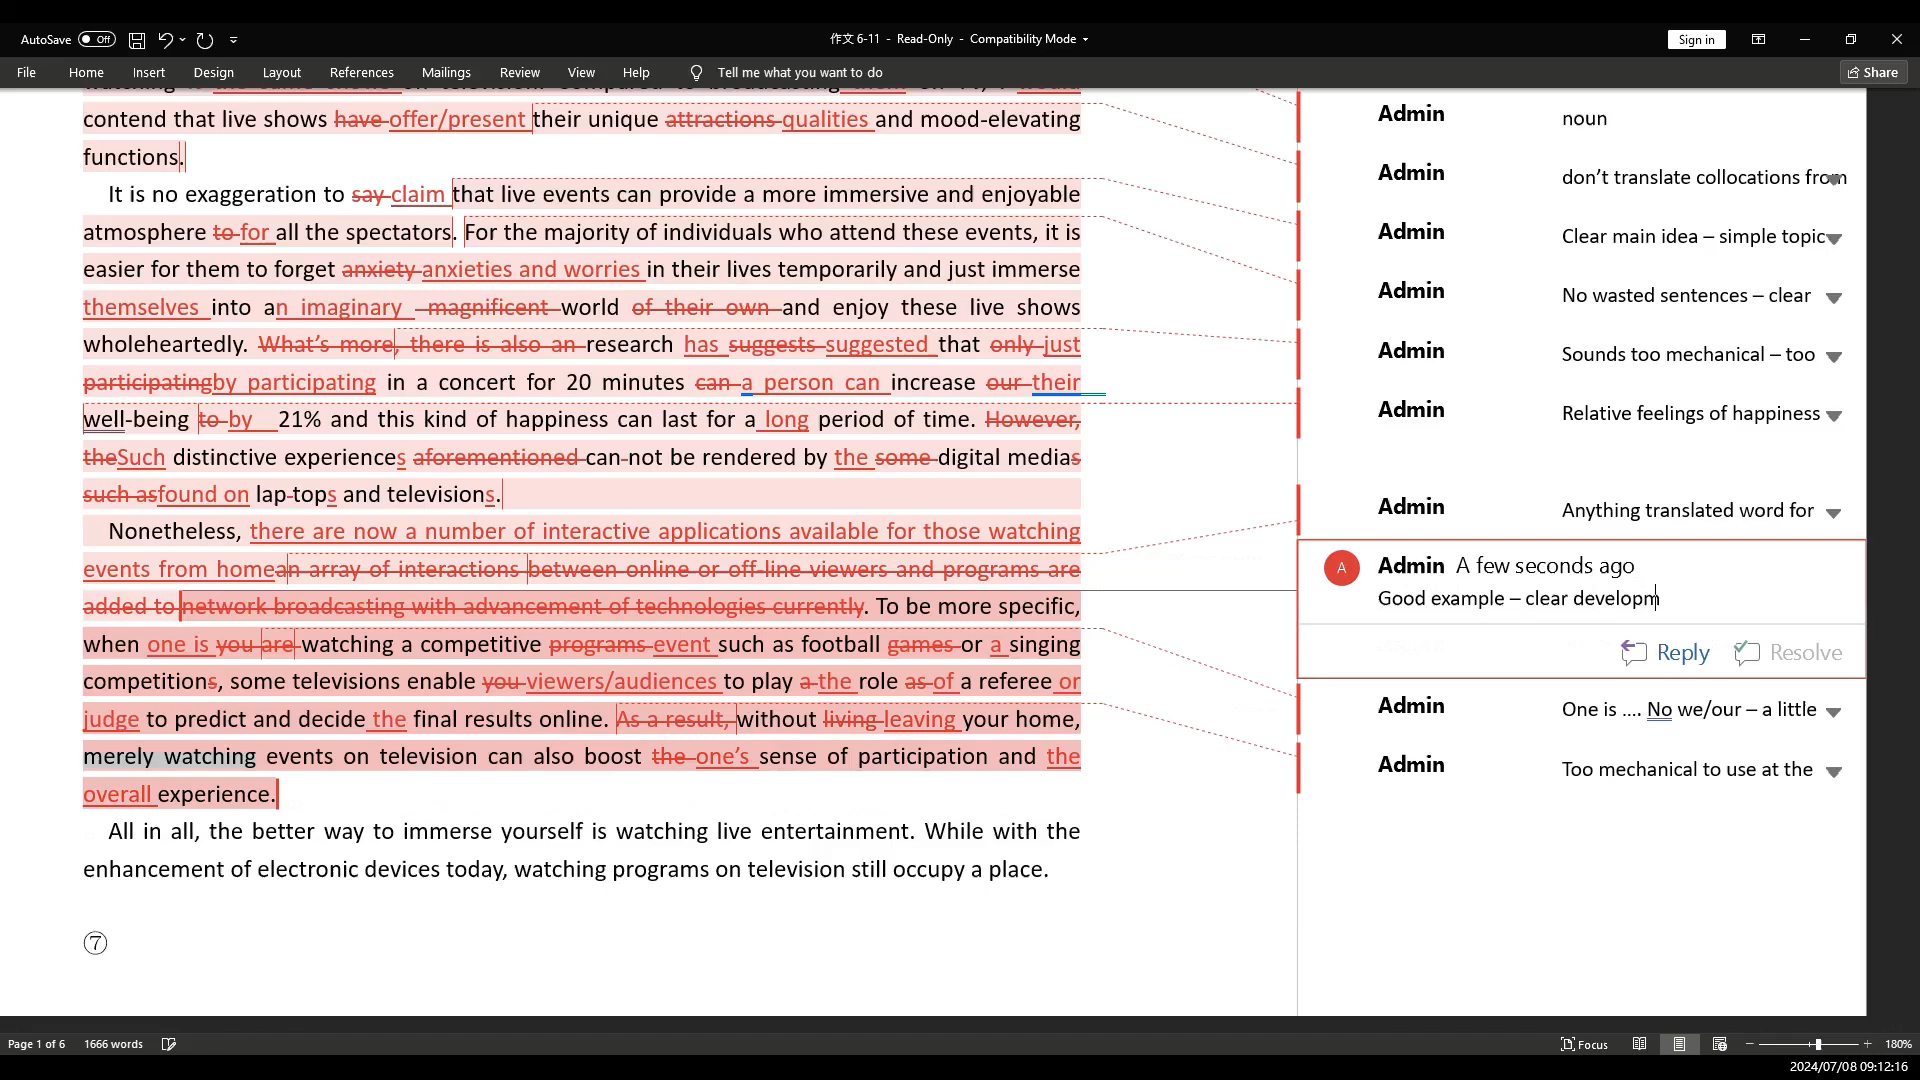 AutoSave Off 作文 6-11 - Read-Only - Compatibility Mode Sign in
File Home Insert Design Layout References Mailings Review View Help Tell me what you want to do Share
contend that live shows have offer/present their unique attractions qualities and mood-elevating
functions.
It is no exaggeration to say claim that live events can provide a more immersive and enjoyable
atmosphere to for all the spectators. For the majority of individuals who attend these events, it is
easier for them to forget anxiety anxieties and worries in their lives temporarily and just immerse
themselves into an imaginary magnificent world of their own and enjoy these live shows
wholeheartedly. What's more, there is also an research has suggests suggested that only just
participatingby participating in a concert for 20 minutes can a person can increase our their
well-being to by 21% and this kind of happiness can last for a long period of time. However,
theSuch distinctive experiences aforementioned can-not be rendered by the some digital medias
such asfound on lap-tops and televisions.
Nonetheless, there are now a number of interactive applications available for those watching
events from homean array of interactions between online or off-line viewers and programs are
added to network broadcasting with advancement of technologies currently. To be more specific,
when one is you are watching a competitive programs event such as football games or a singing
competitions, some televisions enable you viewers/audiences to play a the role as of a referee or
judge to predict and decide the final results online. As a result, without living leaving your home,
merely watching events on television can also boost the one's sense of participation and the
overall experience.
All in all, the better way to immerse yourself is watching live entertainment. While with the
enhancement of electronic devices today, watching programs on television still occupy a place.
⑦
Admin noun
Admin don't translate collocations from
Admin Clear main idea – simple topic
Admin No wasted sentences – clear
Admin Sounds too mechanical – too
Admin Relative feelings of happiness
Admin Anything translated word for
A Admin A few seconds ago
Good example – clear developm
Reply Resolve
Admin One is .... No we/our – a little
Admin Too mechanical to use at the
Page 1 of 6 1666 words Focus 180%
2024/07/08 09:12:16